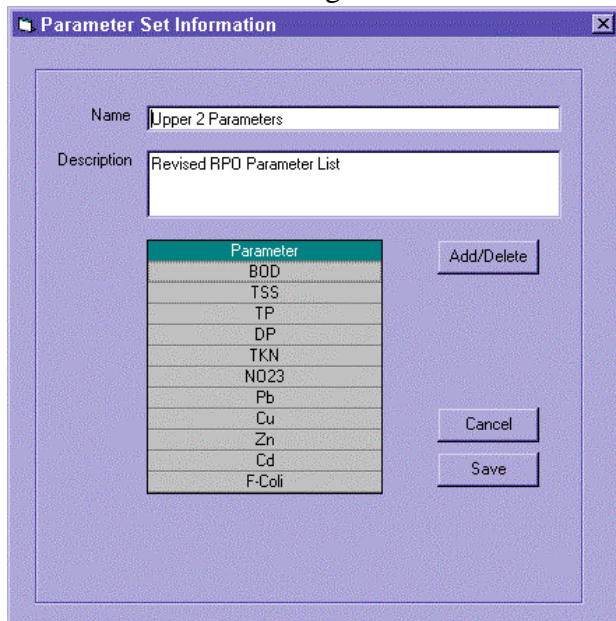 Parameter Set Information
Name
Upper 2 Parameters
Description
Revised RPO Parameter List
Parameter
Add/Delete
BOD
TSS
TP
DP
TKN
NO23
Pb
Cu
Cancel
Zn
Cd
Save
F-Coli